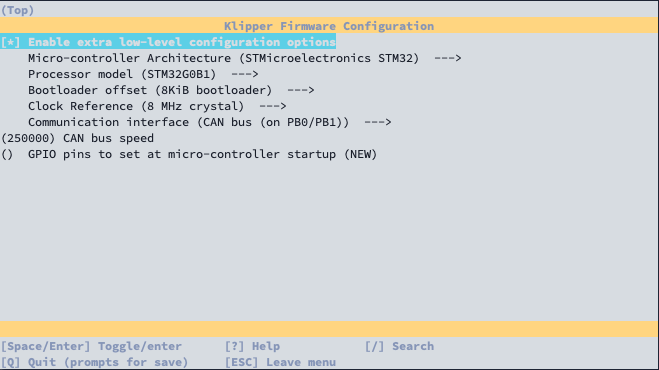 (Top)
Klipper Firmware Configuration
[*] Enable extra low-level configuration options
Micro-controller Architecture (STMicroelectronics STM32)  --->
Processor model (STM32G0B1)  --->
Bootloader offset (8KiB bootloader)  --->
Clock Reference (8 MHz crystal)  --->
Communication interface (CAN bus (on PB0/PB1))  --->
(250000) CAN bus speed
()  GPIO pins to set at micro-controller startup (NEW)
[Space/Enter] Toggle/enter      [?] Help            [/] Search
[Q] Quit (prompts for save)     [ESC] Leave menu